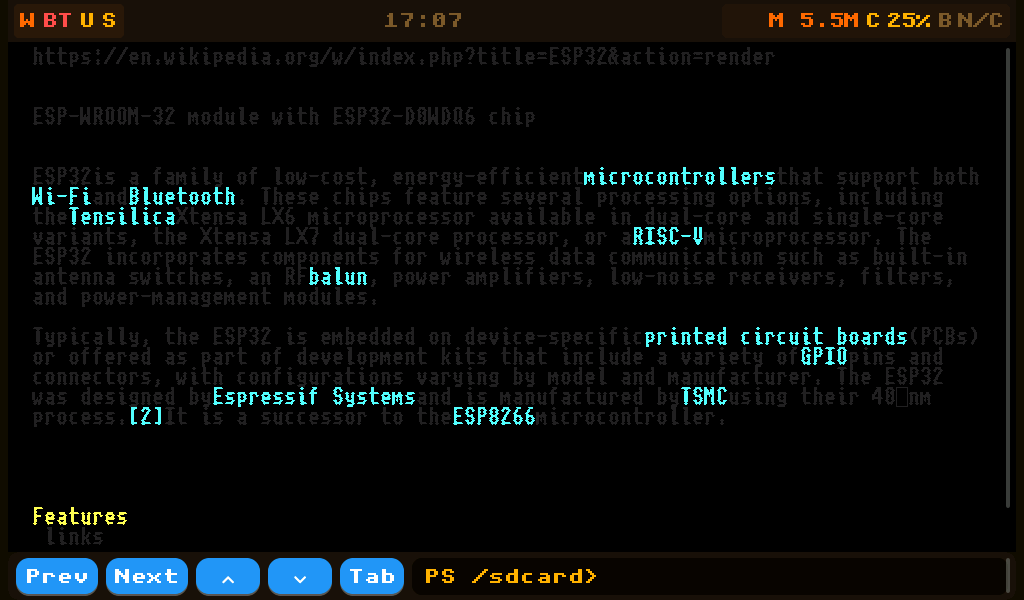 W BT U S 17:07 M 5.5M C 25% B N/C
https://en.wikipedia.org/w/index.php?title=ESP32&action=render
ESP-WROOM-32 module with ESP32-D0WDQ6 chip
ESP32is a family of low-cost, energy-efficient microcontrollers that support both
Wi-Fi and Bluetooth. These chips feature several processing options, including
the Tensilica Xtensa LX6 microprocessor available in dual-core and single-core
variants, the Xtensa LX7 dual-core processor, or a RISC-V microprocessor. The
ESP32 incorporates components for wireless data communication such as built-in
antenna switches, an RF balun, power amplifiers, low-noise receivers, filters,
and power-management modules.
Typically, the ESP32 is embedded on device-specific printed circuit boards (PCBs)
or offered as part of development kits that include a variety of GPIO pins and
connectors, with configurations varying by model and manufacturer. The ESP32
was designed by Espressif Systems and is manufactured by TSMC using their 40□nm
process.[2] It is a successor to the ESP8266 microcontroller.
Features
links
Prev Next ^ ⌄ Tab PS /sdcard>